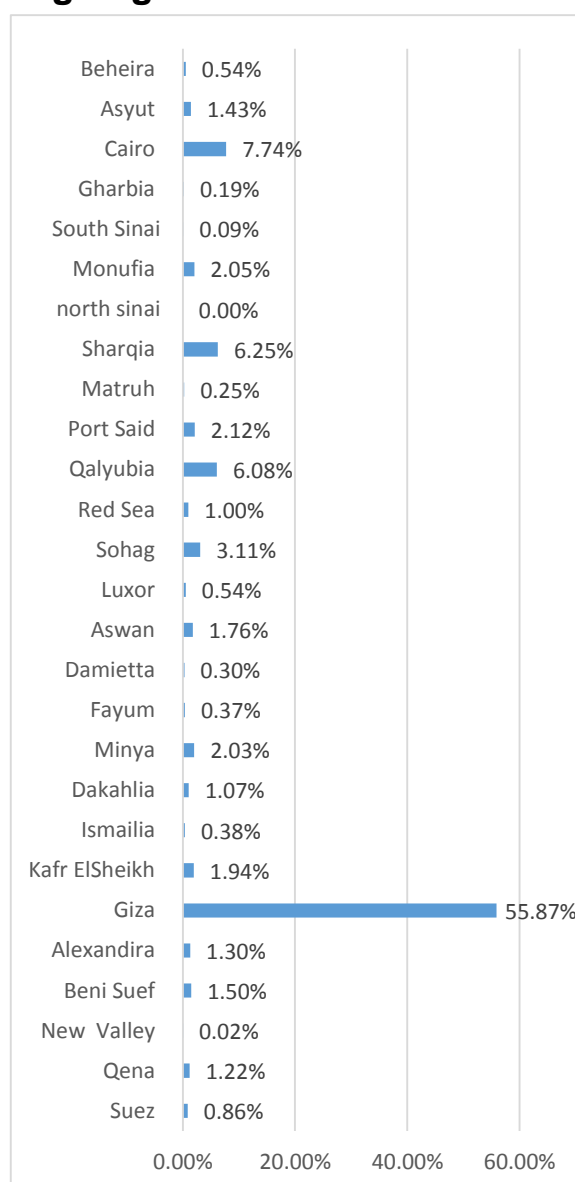 Beheira 0.54%
Asyut 1.43%
Cairo 7.74%
Gharbia 0.19%
South Sinai 0.09%
Monufia 2.05%
north sinai 0.00%
Sharqia 6.25%
Matruh 0.25%
Port Said 2.12%
Qalyubia 6.08%
Red Sea 1.00%
Sohag 3.11%
Luxor 0.54%
Aswan 1.76%
Damietta 0.30%
Fayum 0.37%
Minya 2.03%
Dakahlia 1.07%
Ismailia 0.38%
Kafr ElSheikh 1.94%
Giza 55.87%
Alexandira 1.30%
Beni Suef 1.50%
New Valley 0.02%
Qena 1.22%
Suez 0.86%
0.00% 20.00% 40.00% 60.00%